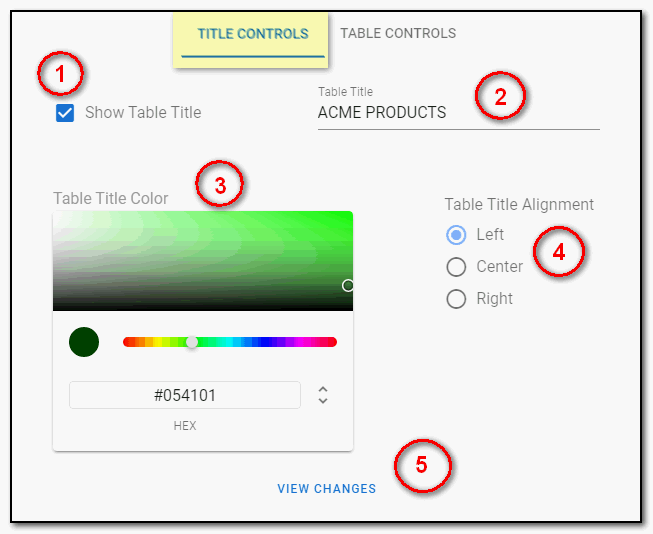 TITLE CONTROLS TABLE CONTROLS
1
Show Table Title
Table Title
ACME PRODUCTS
2
3
Table Title Color
Table Title Alignment
Left
Center
Right
4
#054101
HEX
5
VIEW CHANGES